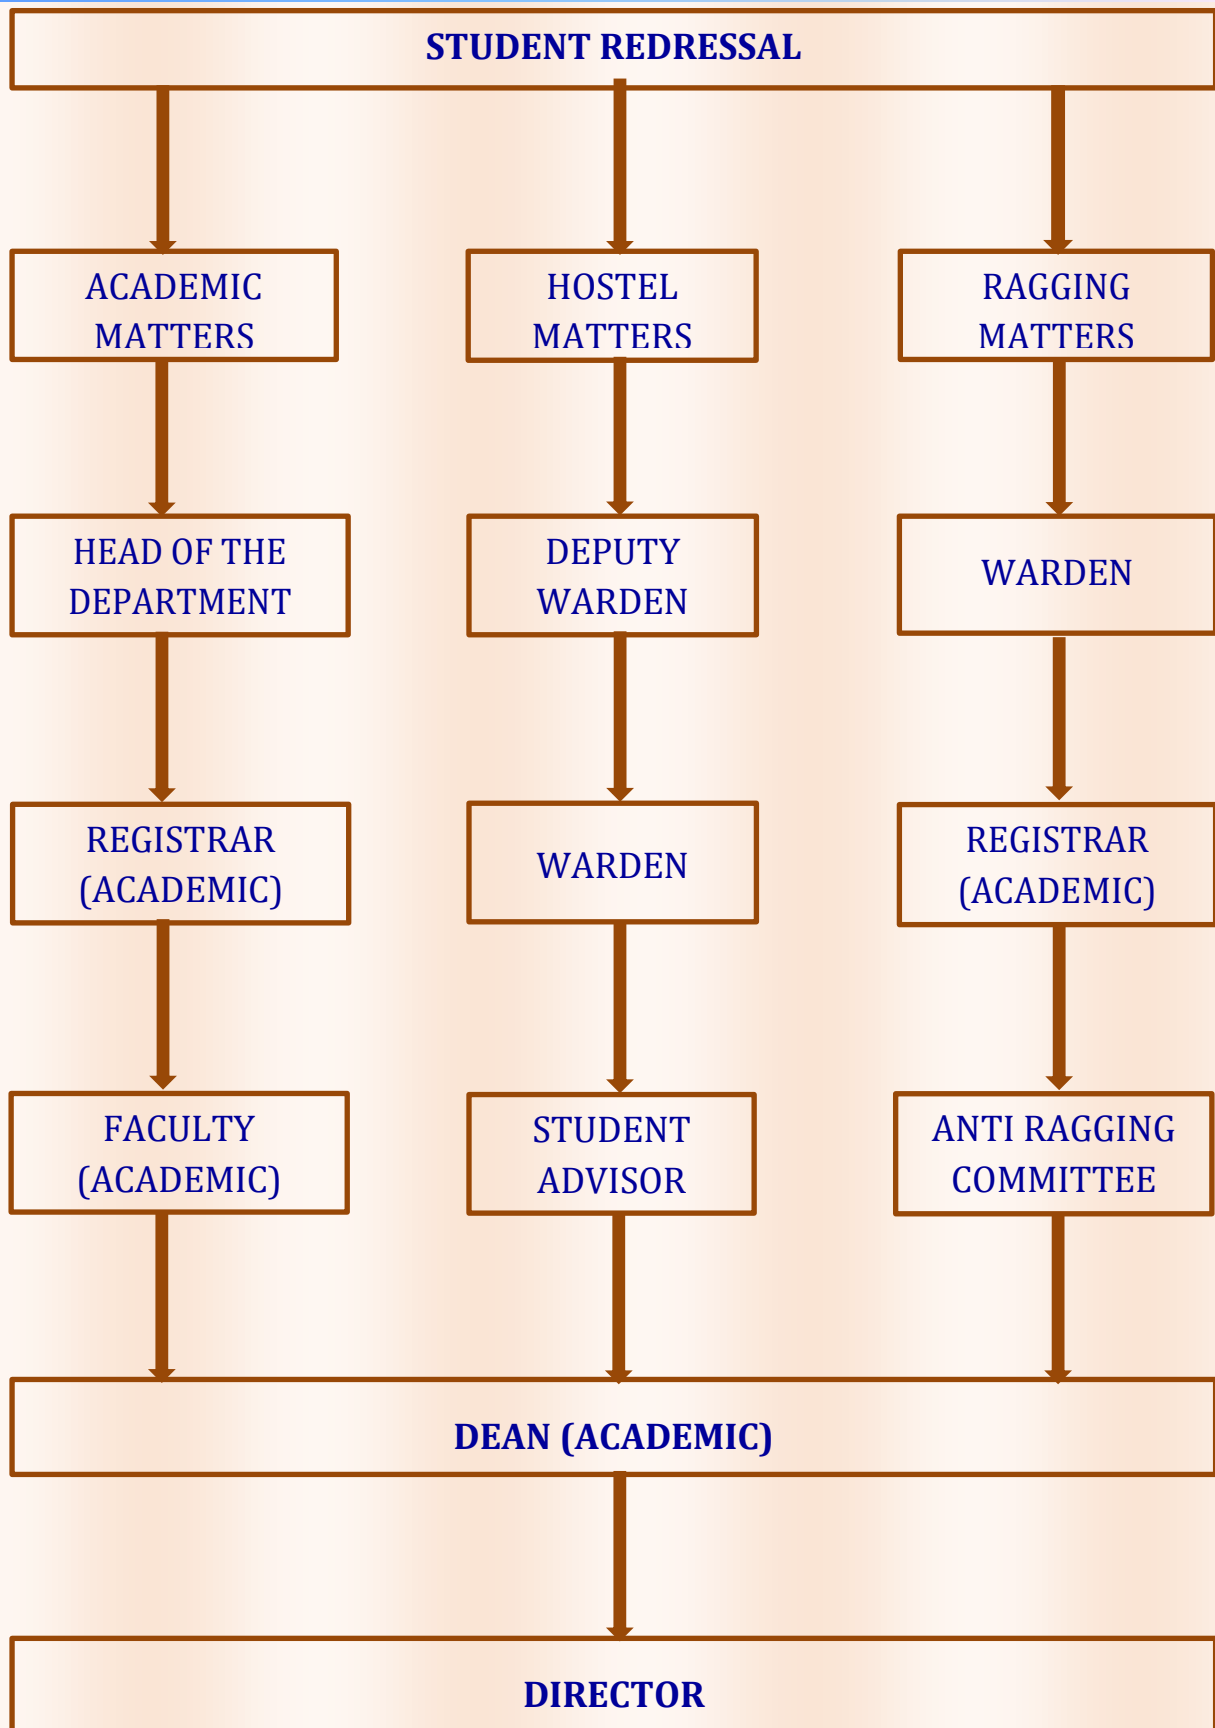 STUDENT REDRESSAL
ACADEMIC
MATTERS
HOSTEL
MATTERS
RAGGING
MATTERS
HEAD OF THE
DEPARTMENT
DEPUTY
WARDEN
WARDEN
REGISTRAR
(ACADEMIC)
WARDEN
REGISTRAR
(ACADEMIC)
FACULTY
(ACADEMIC)
STUDENT
ADVISOR
ANTI RAGGING
COMMITTEE
DEAN (ACADEMIC)
DIRECTOR